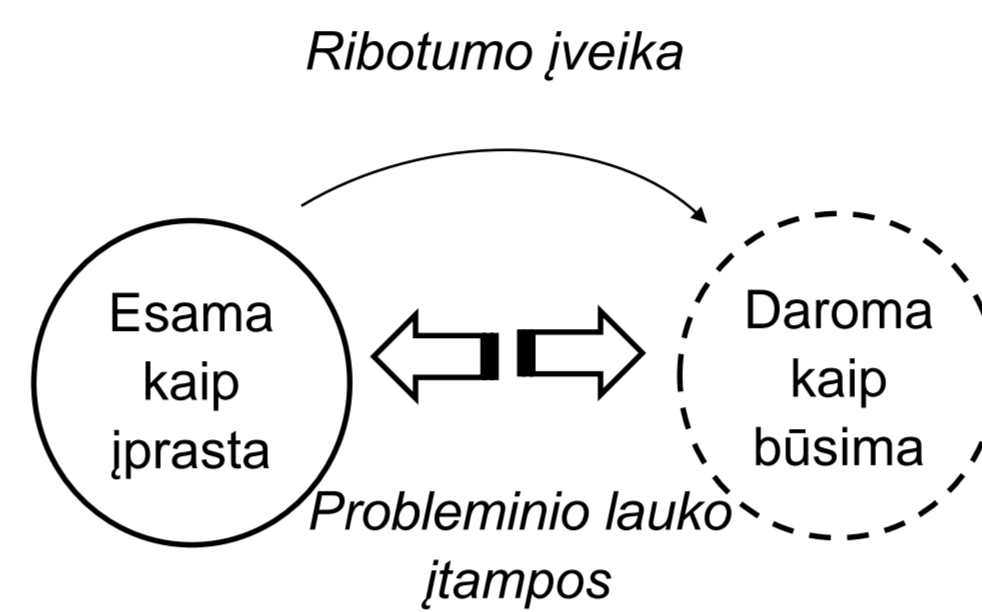 Ribotumo įveika
Esama
kaip
įprasta
Daroma
kaip
būsima
Probleminio lauko
įtampos